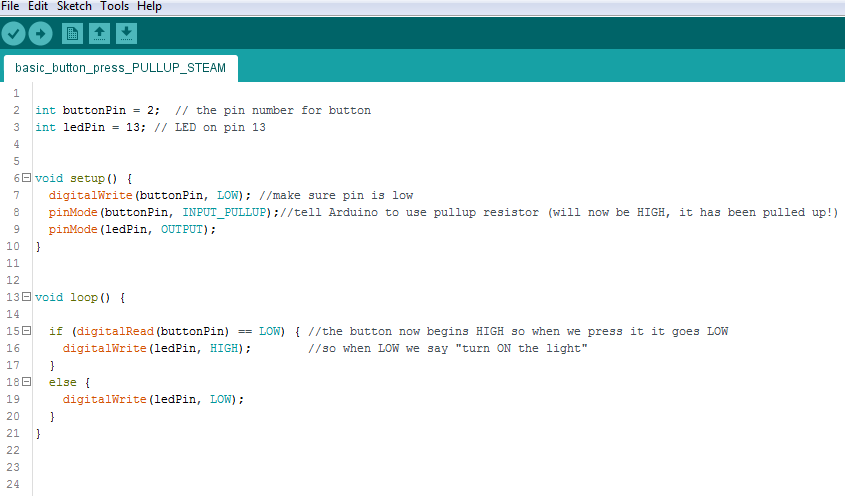 File Edit Sketch Tools Help
basic_button_press_PULLUP_STEAM
1
2 int buttonPin = 2;  // the pin number for button
3 int ledPin = 13; // LED on pin 13
4
5
6 void setup() {
7   digitalWrite(buttonPin, LOW); //make sure pin is low
8   pinMode(buttonPin, INPUT_PULLUP);//tell Arduino to use pullup resistor (will now be HIGH, it has been pulled up!)
9   pinMode(ledPin, OUTPUT);
10 }
11
12
13 void loop() {
14
15   if (digitalRead(buttonPin) == LOW) { //the button now begins HIGH so when we press it it goes LOW
16     digitalWrite(ledPin, HIGH);        //so when LOW we say "turn ON the light"
17   }
18   else {
19     digitalWrite(ledPin, LOW);
20   }
21 }
22
23
24